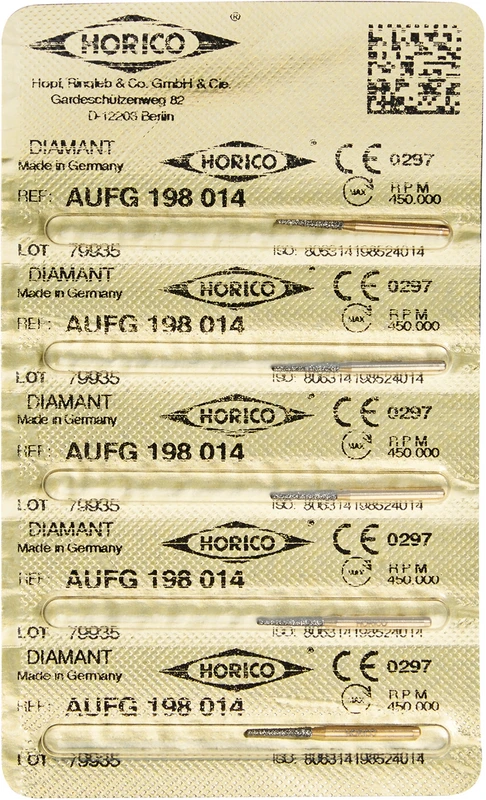 HORICO ®
Hopf, Ringleb & Co. GmbH & Cie.
Gardeschützenweg 82
D-12203 Berlin
DIAMANT
Made in Germany
HORICO
CE 0297
REF: AUFG 198 014
MAX
RPM
450.000
LOT 79935
ISO: 806314198524014
DIAMANT
Made in Germany
HORICO
CE 0297
REF: AUFG 198 014
MAX
RPM
450.000
LOT 79935
ISO: 806314198524014
DIAMANT
Made in Germany
HORICO
CE 0297
REF: AUFG 198 014
MAX
RPM
450.000
LOT 79935
ISO: 806314198524014
DIAMANT
Made in Germany
HORICO
CE 0297
REF: AUFG 198 014
MAX
RPM
450.000
LOT 79935
ISO: 806314198524014
DIAMANT
Made in Germany
HORICO
CE 0297
REF: AUFG 198 014
MAX
RPM
450.000
LOT 79935
ISO: 806314198524014